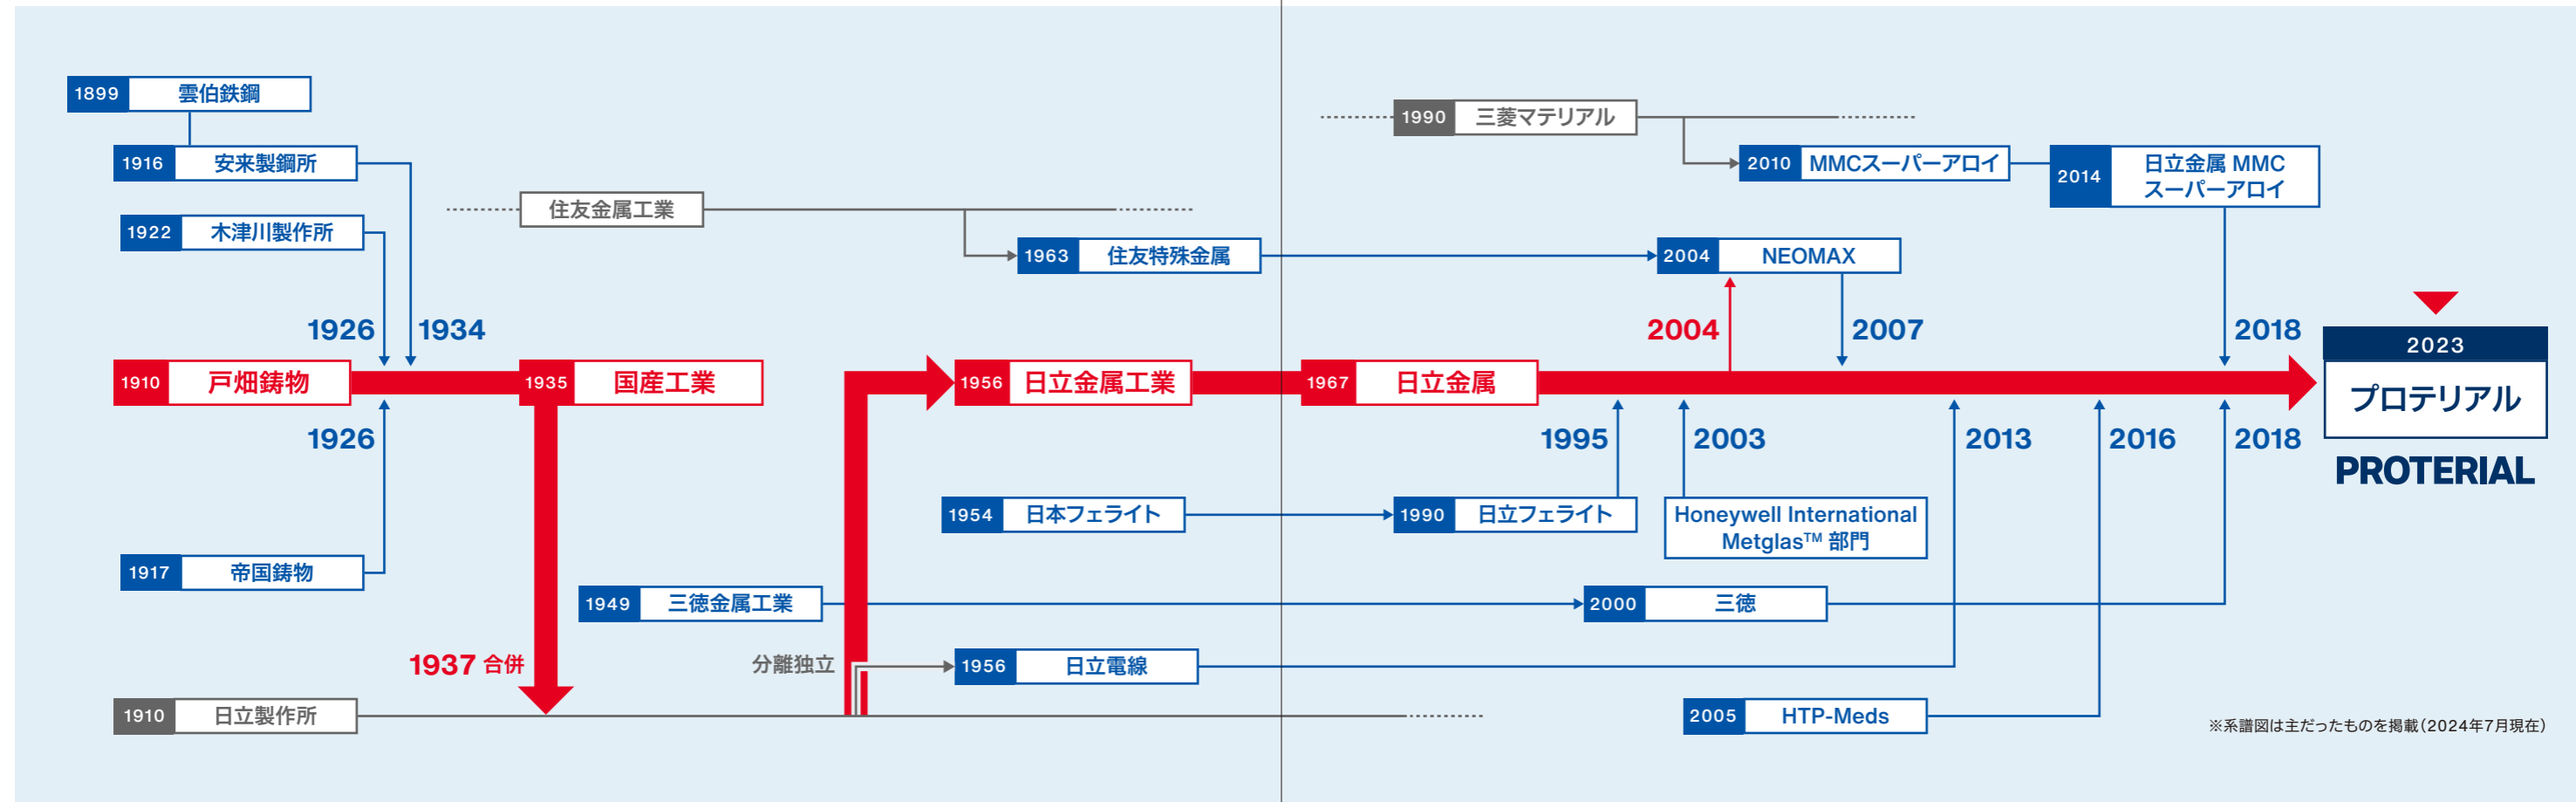 1899 雲伯鉄鋼
1916 安来製鋼所
1922 木津川製作所
住友金属工業
1963 住友特殊金属
1990 三菱マテリアル
2010 MMCスーパーアロイ
2014 日立金属 MMC
スーパーアロイ
2004 NEOMAX
1926
1934
2004
2007
2018
1910 戸畑鋳物
1935 国産工業
1956 日立金属工業
1967 日立金属
2023
プロテリアル
PROTERIAL
1926
1995
2003
2013
2016
2018
1954 日本フェライト
1990 日立フェライト
Honeywell International
Metglas™ 部門
1917 帝国鋳物
1949 三徳金属工業
2000 三徳
1937 合併
分離独立
1956 日立電線
1910 日立製作所
2005 HTP-Meds
※系譜図は主だったものを掲載（2024年7月現在）